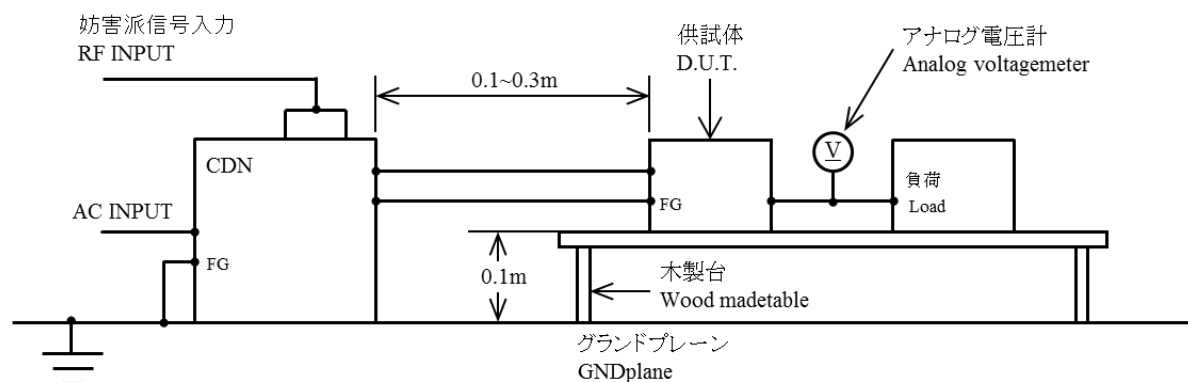 妨害派信号入力
RF INPUT
0.1~0.3m
供試体
D.U.T.
アナログ電圧計
Analog voltagemeter
CDN
V
負荷
Load
AC INPUT
FG
FG
0.1m
木製台
Wood madetable
グランドプレーン
GNDplane